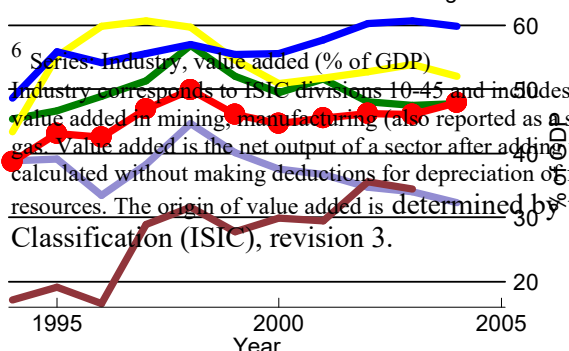 60
6 Series: Industry, value added (% of GDP)
50
Industry corresponds to ISIC divisions 10-45 and includes
value added in mining, manufacturing (also reported as a s
gas. Value added is the net output of a sector after adding
40
calculated without making deductions for depreciation of f
resources. The origin of value added is determined by
30
% of GDP
Classification (ISIC), revision 3.
20
1995 2000 2005
Year